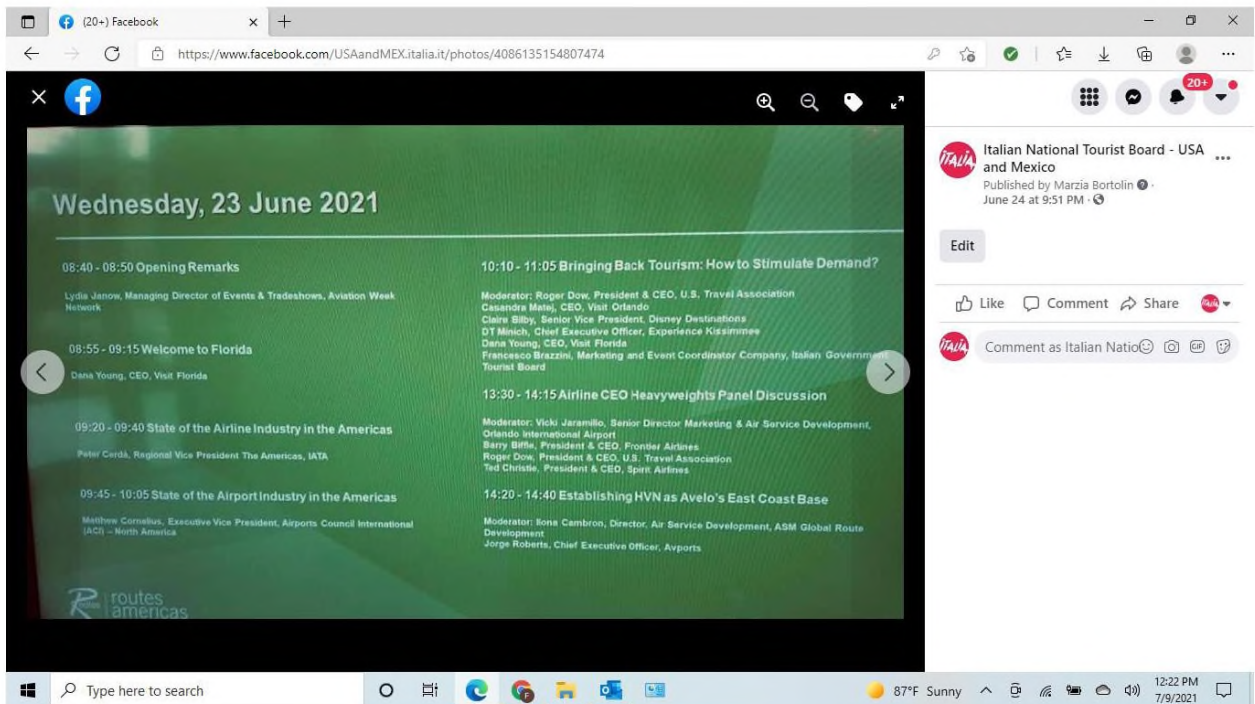 (20+) Facebook
https://www.facebook.com/USAandMEX.italia.it/photos/4086135154807474
Wednesday, 23 June 2021
08:40 - 08:50 Opening Remarks
Lydia Janow, Managing Director of Events & Tradeshows, Aviation Week
Network
08:55 - 09:15 Welcome to Florida
Dana Young, CEO, Visit Florida
09:20 - 09:40 State of the Airline Industry in the Americas
Peter Cerdá, Regional Vice President The Americas, IATA
09:45 - 10:05 State of the Airport Industry in the Americas
Matthew Cornelius, Executive Vice President, Airports Council International
(ACI) – North America
routes
americas
10:10 - 11:05 Bringing Back Tourism: How to Stimulate Demand?
Moderator: Roger Dow, President & CEO, U.S. Travel Association
Casandra Matej, CEO, Visit Orlando
Claire Bilby, Senior Vice President, Disney Destinations
DT Minich, Chief Executive Officer, Experience Kissimmee
Dana Young, CEO, Visit Florida
Francesco Brazzini, Marketing and Event Coordinator Company, Italian Government
Tourist Board
13:30 - 14:15 Airline CEO Heavyweights Panel Discussion
Moderator: Vicki Jaramillo, Senior Director Marketing & Air Service Development,
Orlando International Airport
Barry Biffle, President & CEO, Frontier Airlines
Roger Dow, President & CEO, U.S. Travel Association
Ted Christie, President & CEO, Spirit Airlines
14:20 - 14:40 Establishing HVN as Avelo's East Coast Base
Moderator: Ilona Cambron, Director, Air Service Development, ASM Global Route
Development
Jorge Roberts, Chief Executive Officer, Avports
20+
ITALIA
Italian National Tourist Board - USA
and Mexico
Published by Marzia Bortolin
June 24 at 9:51 PM
Edit
Like Comment Share
Comment as Italian Natio
GIF
Type here to search
87°F Sunny
12:22 PM
7/9/2021